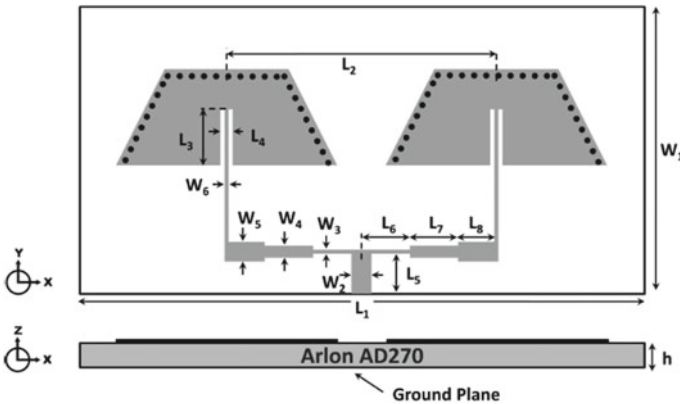 L2
L3
L4
W1
W6
W5
W4
W3
L6
L7
L8
W2
L5
Y
X
L1
Z
X
Arlon AD270
h
Ground Plane